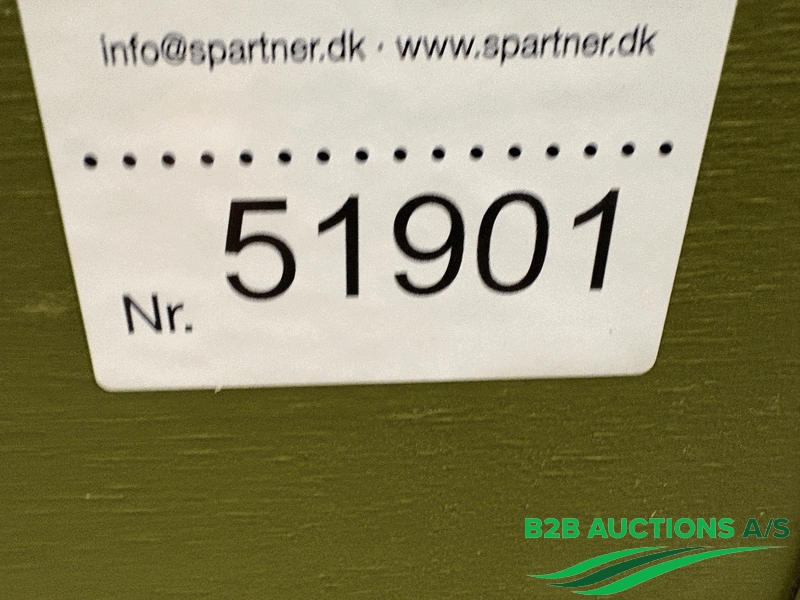 info@spartner.dk · www.spartner.dk
Nr. 51901
B2B AUCTIONS A/S